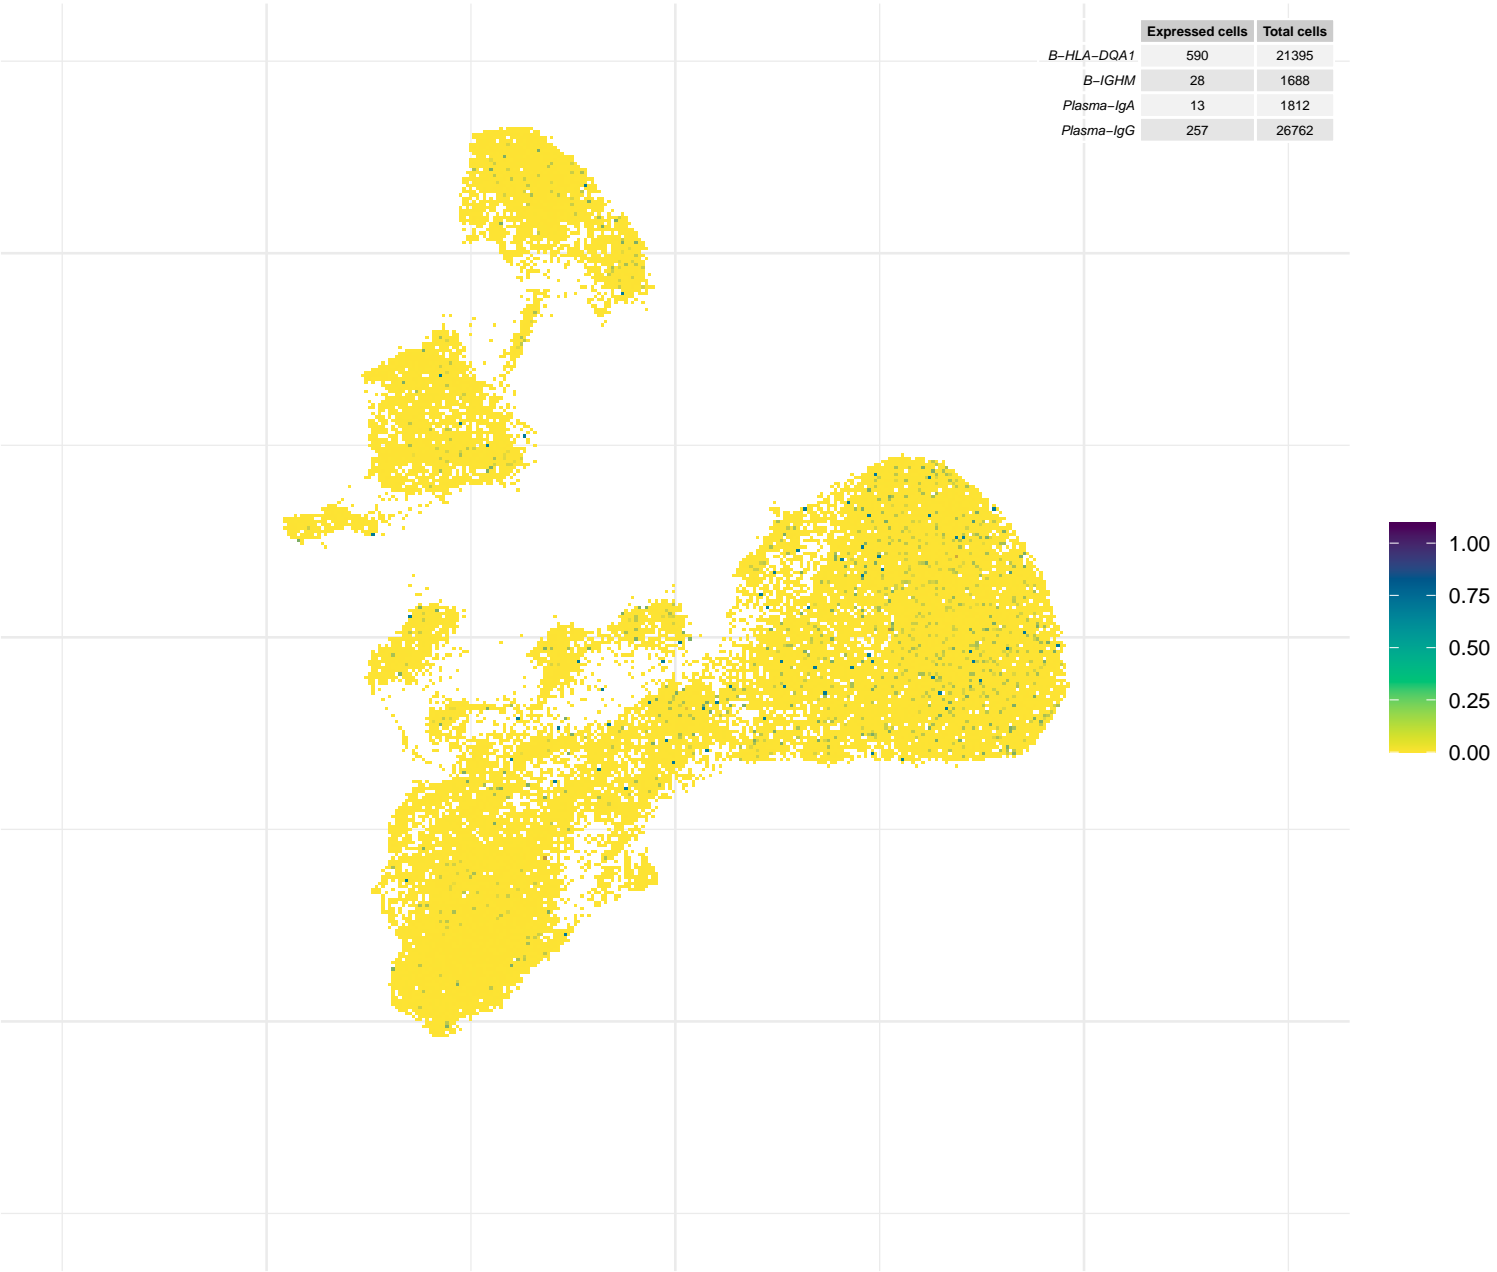 Expressed cells Total cells
B−HLA−DQA1 590 21395
B−IGHM 28 1688
Plasma−IgA 13 1812
Plasma−IgG 257 26762
1.00
0.75
0.50
0.25
0.00